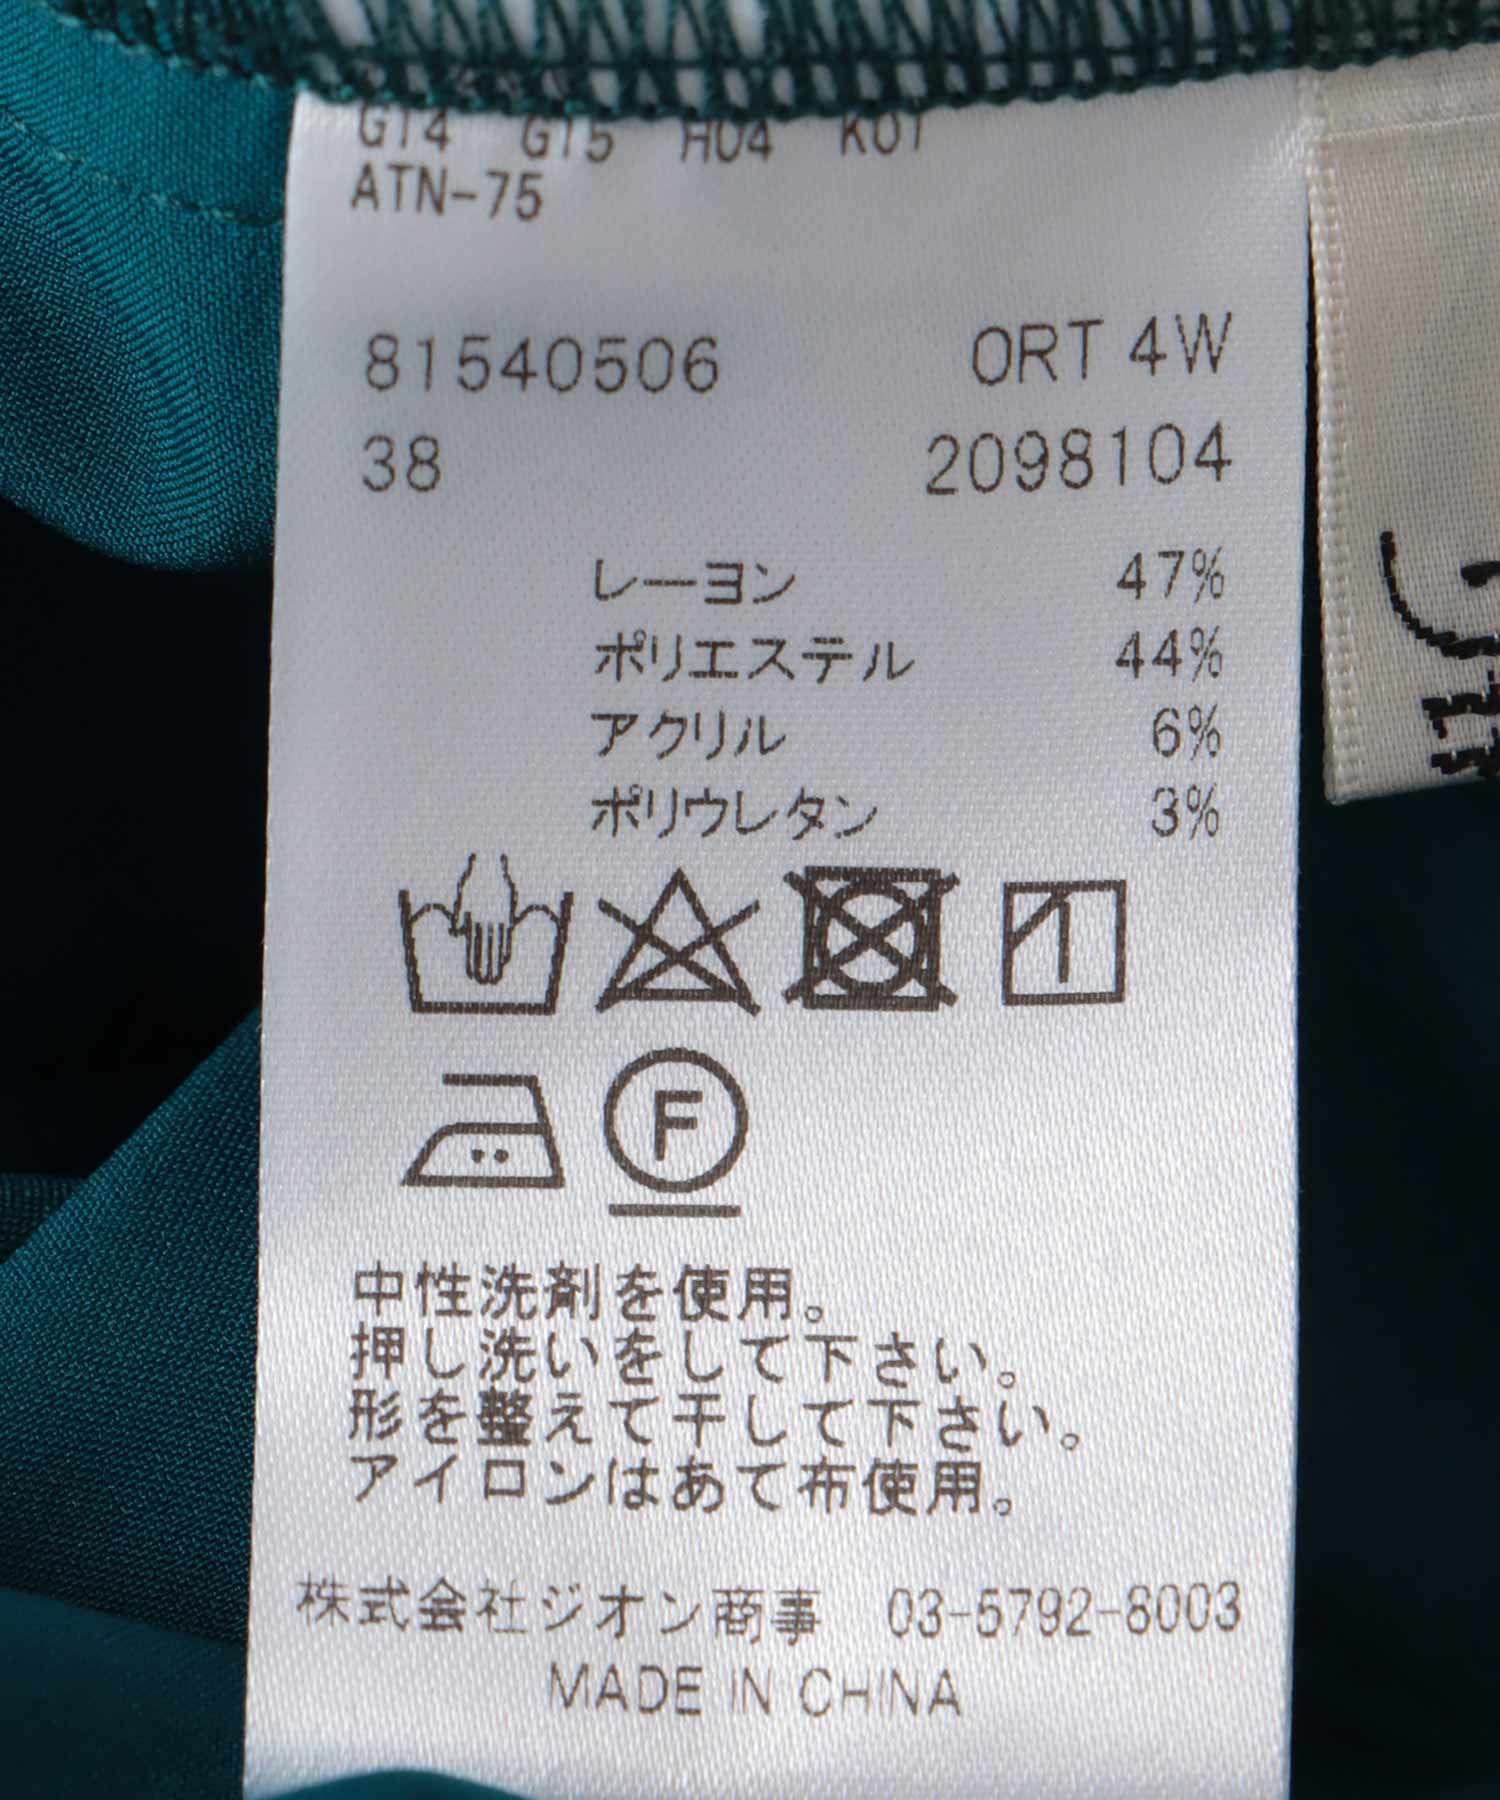 G14 G15 H04 K01
ATN-75
81540506 ORT 4W
38 2098104
レーヨン 47%
ポリエステル 44%
アクリル 6%
ポリウレタン 3%
F
中性洗剤を使用。
押し洗いをして下さい。
形を整えて干して下さい。
アイロンはあて布使用。
株式会社ジオン商事 03-5792-8003
MADE IN CHINA